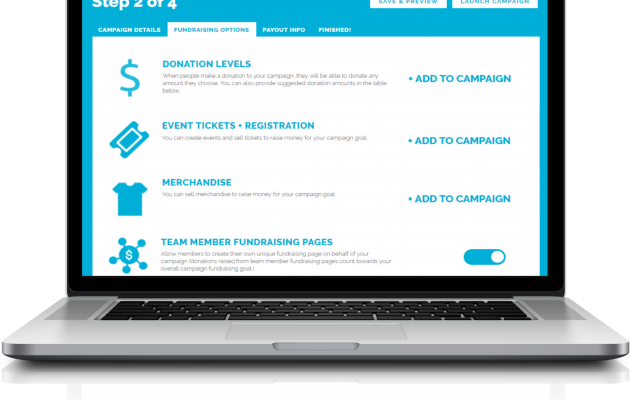 Step 2 of 4
SAVE & PREVIEW
LAUNCH CAMPAIGN
CAMPAIGN DETAILS
FUNDRAISING OPTIONS
PAYOUT INFO
FINISHED!
DONATION LEVELS
When people make a donation to your campaign, they will be able to donate any
amount they choose. You can also provide suggested donation amounts in the table
below.
+ ADD TO CAMPAIGN
EVENT TICKETS + REGISTRATION
You can create events and sell tickets to raise money for your campaign goal.
+ ADD TO CAMPAIGN
MERCHANDISE
You can sell merchandise to raise money for your campaign goal.
+ ADD TO CAMPAIGN
TEAM MEMBER FUNDRAISING PAGES
Allow members to create their own unique fundraising page on behalf of your
campaign (donations raised from team member fundraising pages count towards your
overall campaign fundraising goal.)